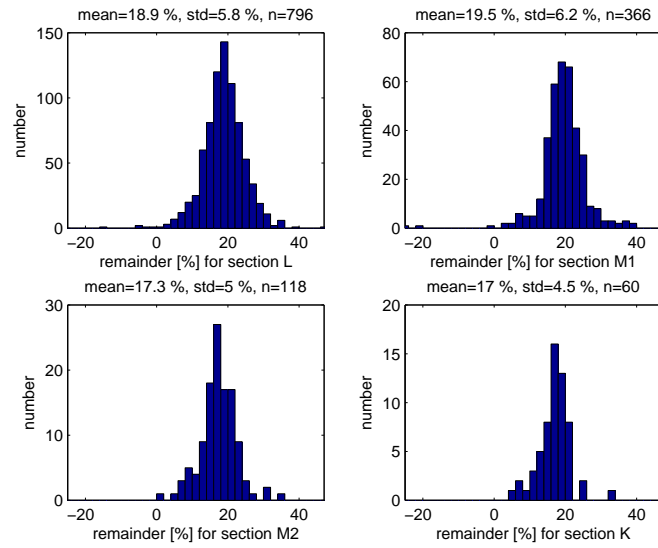 mean=18.9 %, std=5.8 %, n=796
150
100
50
0
number
−20 0 20 40
remainder [%] for section L
mean=19.5 %, std=6.2 %, n=366
80
60
40
20
0
number
−20 0 20 40
remainder [%] for section M1
mean=17.3 %, std=5 %, n=118
30
20
10
0
number
−20 0 20 40
remainder [%] for section M2
mean=17 %, std=4.5 %, n=60
20
15
10
5
0
number
−20 0 20 40
remainder [%] for section K